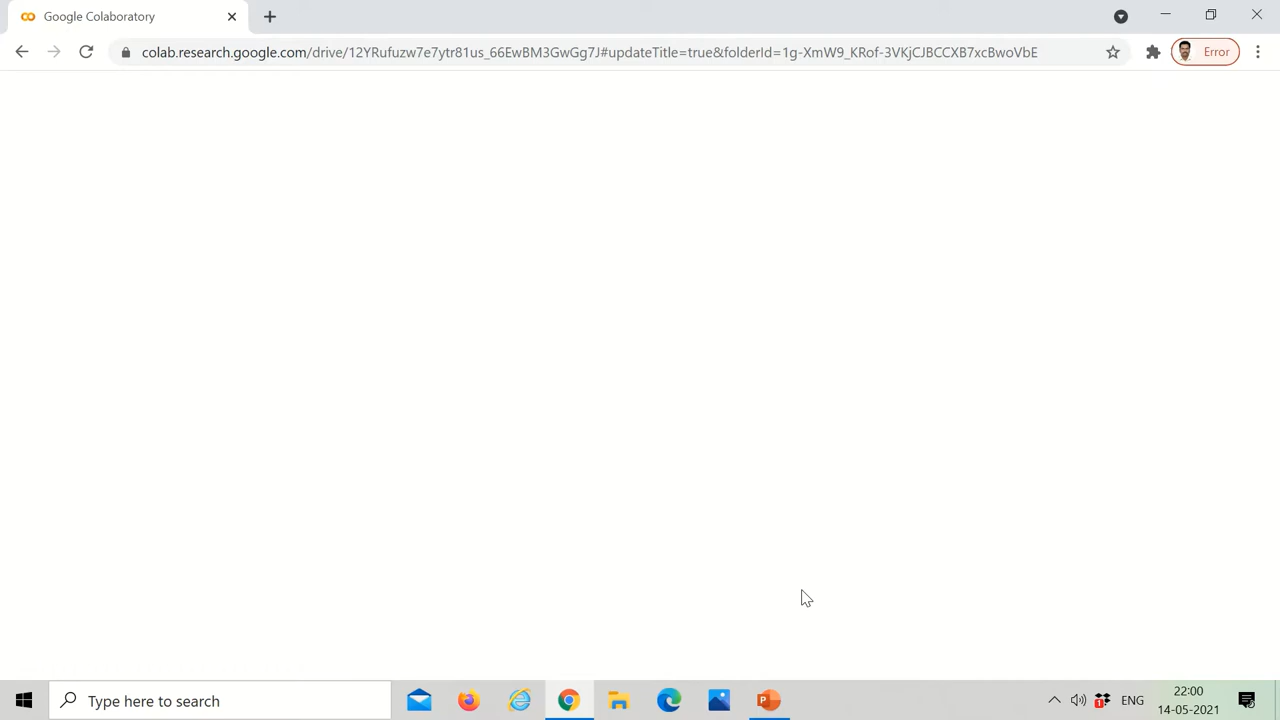 Google Colaboratory
colab.research.google.com/drive/12YRufuzw7e7ytr81us_66EwBM3GwGg7J#updateTitle=true&folderId=1g-XmW9_KRof-3VKjCJBCCXB7xcBwoVbE
Error
Type here to search
P
1
ENG
22:00
14-05-2021